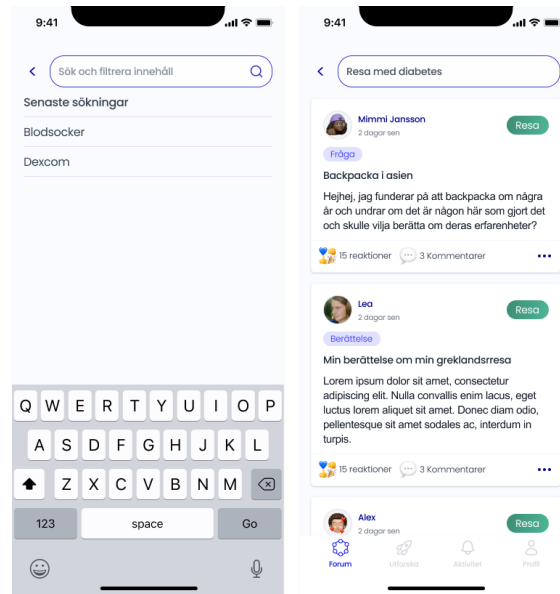 9:41
Sök och filtrera innehåll
Senaste sökningar
Blodsocker
Dexcom
Q W E R T Y U I O P
A S D F G H J K L
Z X C V B N M
123 space Go
9:41
Resa med diabetes
Mimmi Jansson
2 dagar sen
Resa
Fråga
Backpacka i asien
Hejhej, jag funderar på att backpacka om några
år och undrar om det är någon här som gjort det
och skulle vilja berätta om deras erfarenheter?
15 reaktioner 3 Kommentarer
Lea
2 dagar sen
Resa
Berättelse
Min berättelse om min greklandsrresa
Lorem ipsum dolor sit amet, consectetur
adipiscing elit. Nulla convallis enim lacus, eget
luctus lorem aliquet sit amet. Donec diam odio,
pellentesque sit amet sodales ac, interdum in
turpis.
15 reaktioner 3 Kommentarer
Alex
2 dagar sen
Resa
Forum Utforska Aktivitet Profil